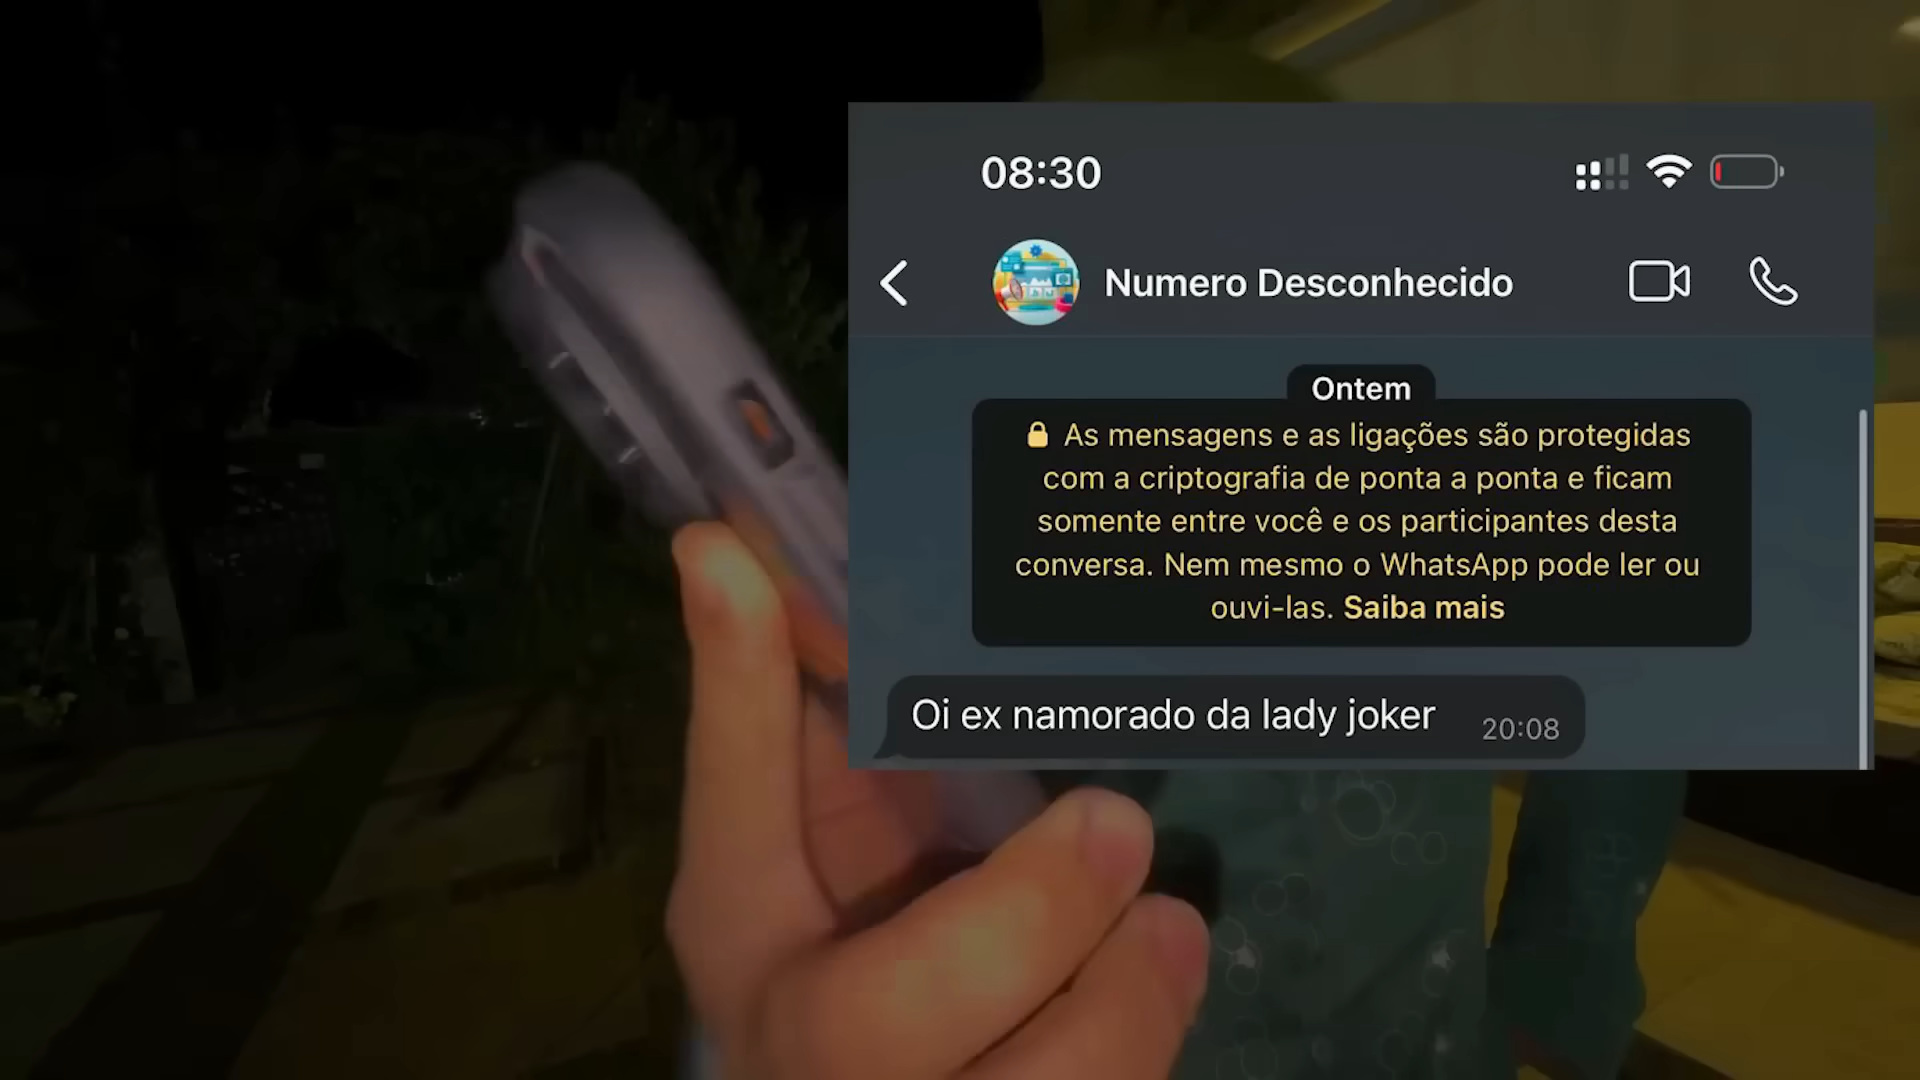 08:30
Numero Desconhecido
Ontem
As mensagens e as ligações são protegidas
com a criptografia de ponta a ponta e ficam
somente entre você e os participantes desta
conversa. Nem mesmo o WhatsApp pode ler ou
ouvi-las. Saiba mais
Oi ex namorado da lady joker 20:08